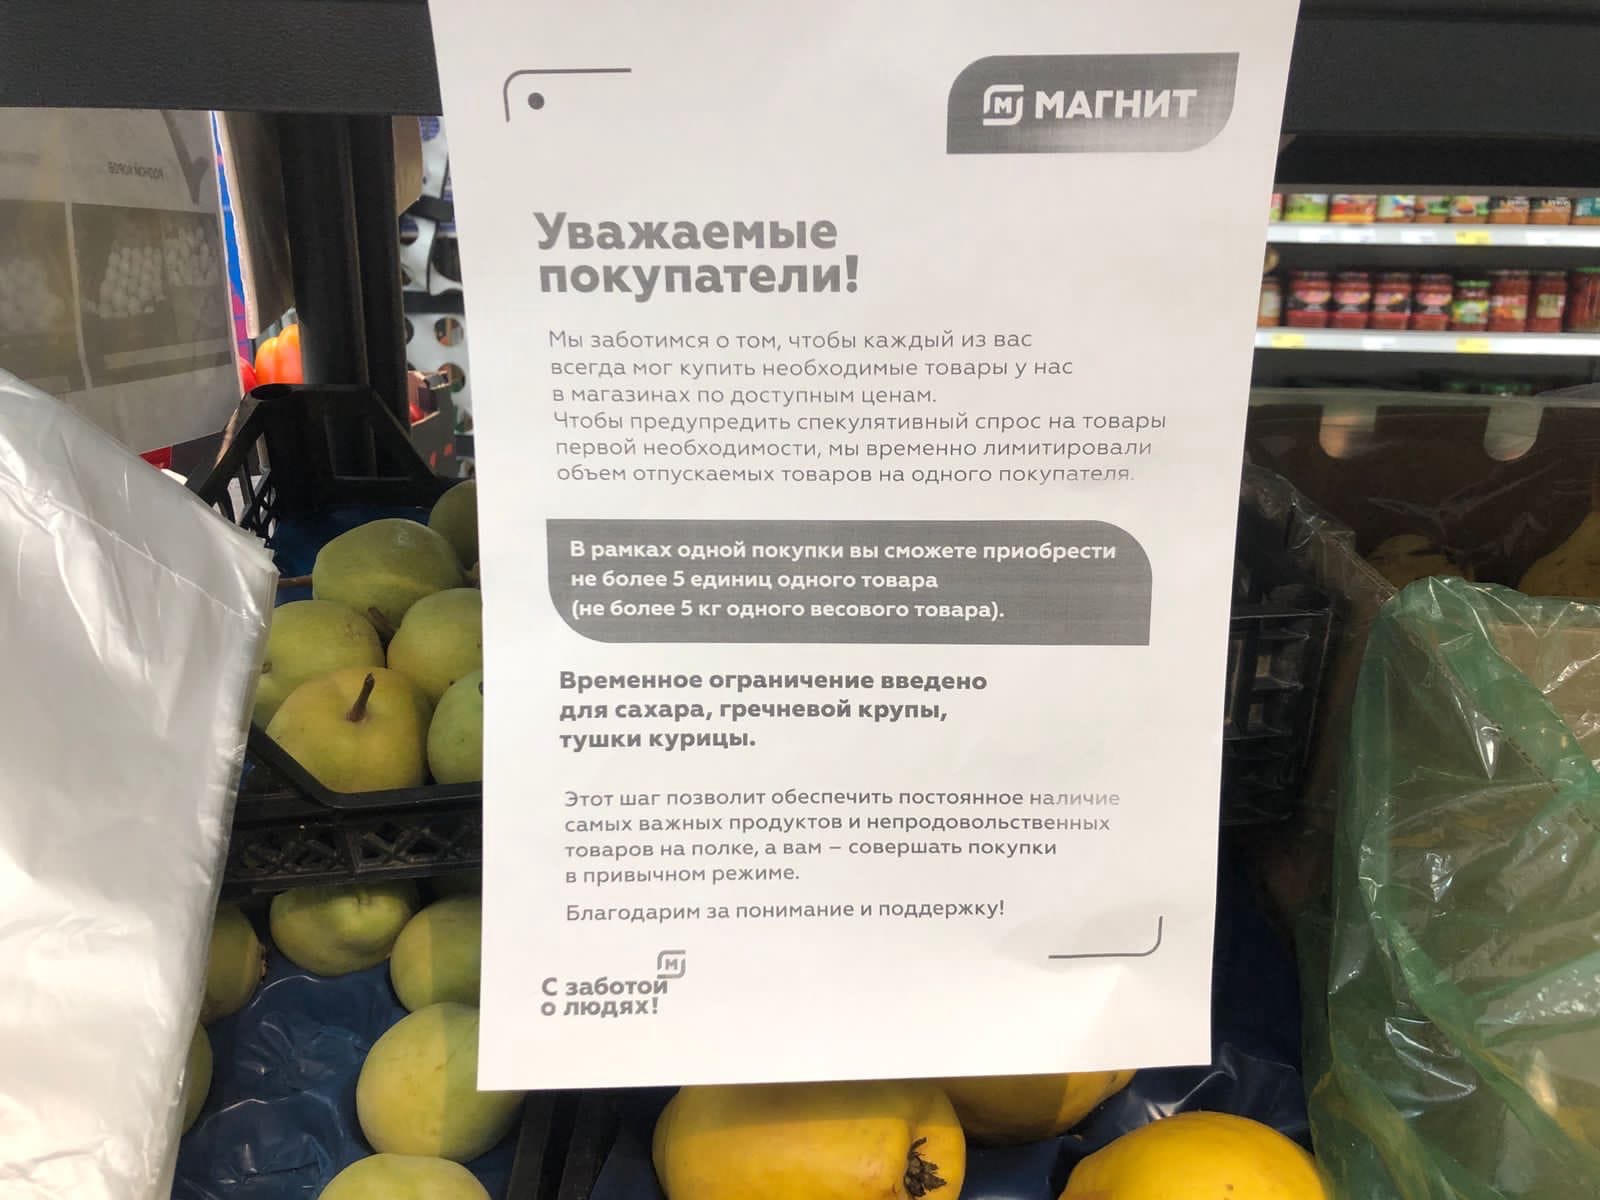 МАГНИТ
Уважаемые
покупатели!
Мы заботимся о том, чтобы каждый из вас
всегда мог купить необходимые товары у нас
в магазинах по доступным ценам.
Чтобы предупредить спекулятивный спрос на товары
первой необходимости, мы временно лимитировали
объем отпускаемых товаров на одного покупателя.
В рамках одной покупки вы сможете приобрести
не более 5 единиц одного товара
(не более 5 кг одного весового товара).
Временное ограничение введено
для сахара, гречневой крупы,
тушки курицы.
Этот шаг позволит обеспечить постоянное наличие
самых важных продуктов и непродовольственных
товаров на полке, а вам – совершать покупки
в привычном режиме.
Благодарим за понимание и поддержку!
С заботой
о людях!